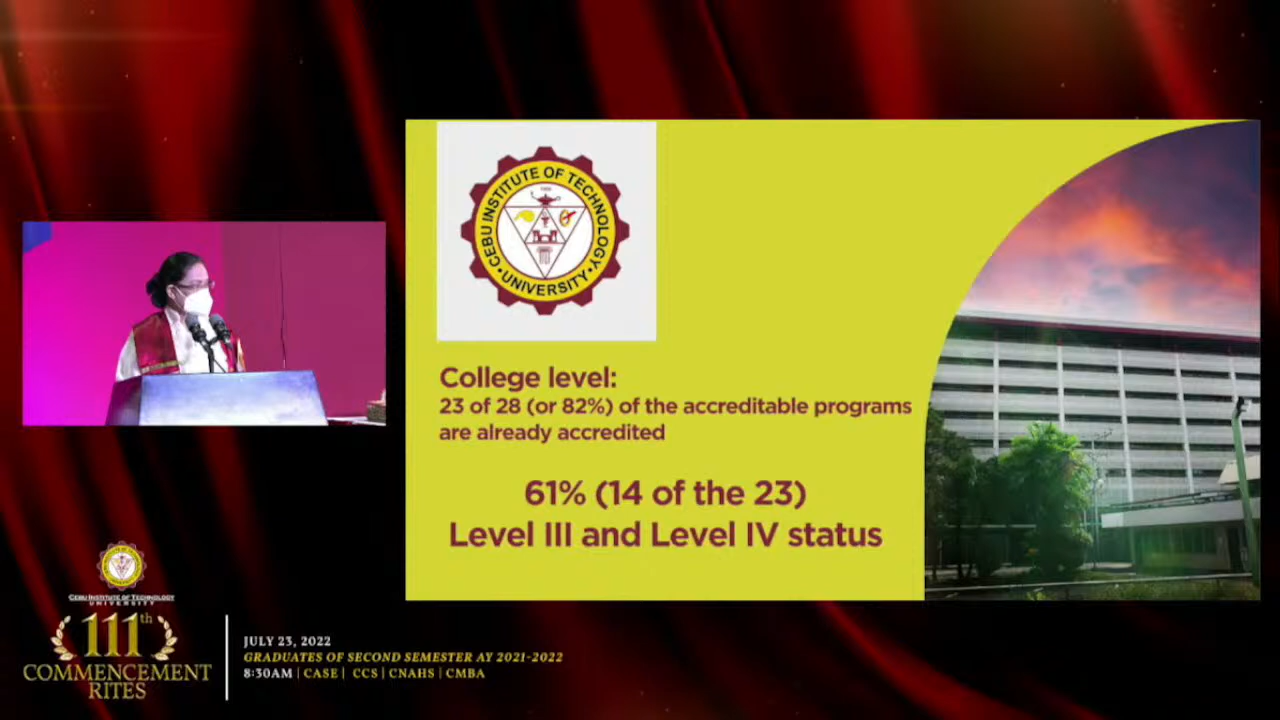 CEBU INSTITUTE OF TECHNOLOGY
UNIVERSITY
College level:
23 of 28 (or 82%) of the accreditable programs
are already accredited
61% (14 of the 23)
Level III and Level IV status
CEBU INSTITUTE OF TECHNOLOGY
UNIVERSITY
111th
COMMENCEMENT
RITES
JULY 23, 2022
GRADUATES OF SECOND SEMESTER AY 2021-2022
8:30AM | CASE | CCS | CNAHS | CMBA